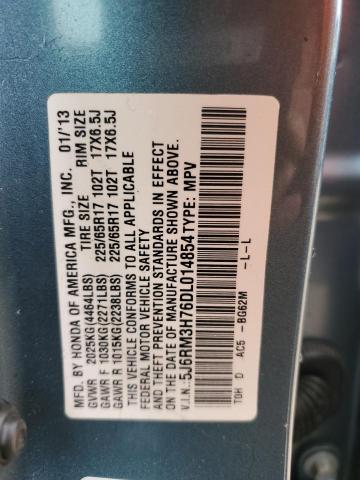 MFD. BY HONDA OF AMERICA MFG., INC. 01/'13
TIRE SIZE RIM SIZE
GVWR 2025KG(4464LBS)
GAWR F 1030KG(2271LBS) 225/65R17 102T 17X6.5J
GAWR R 1015KG(2238LBS) 225/65R17 102T 17X6.5J
THIS VEHICLE CONFORMS TO ALL APPLICABLE
FEDERAL MOTOR VEHICLE SAFETY
AND THEFT PREVENTION STANDARDS IN EFFECT
ON THE DATE OF MANUFACTURE SHOWN ABOVE.
V.I.N.: 5J6RM3H76DL014854 TYPE: MPV
T0H D AC5 -BG62M -L-L